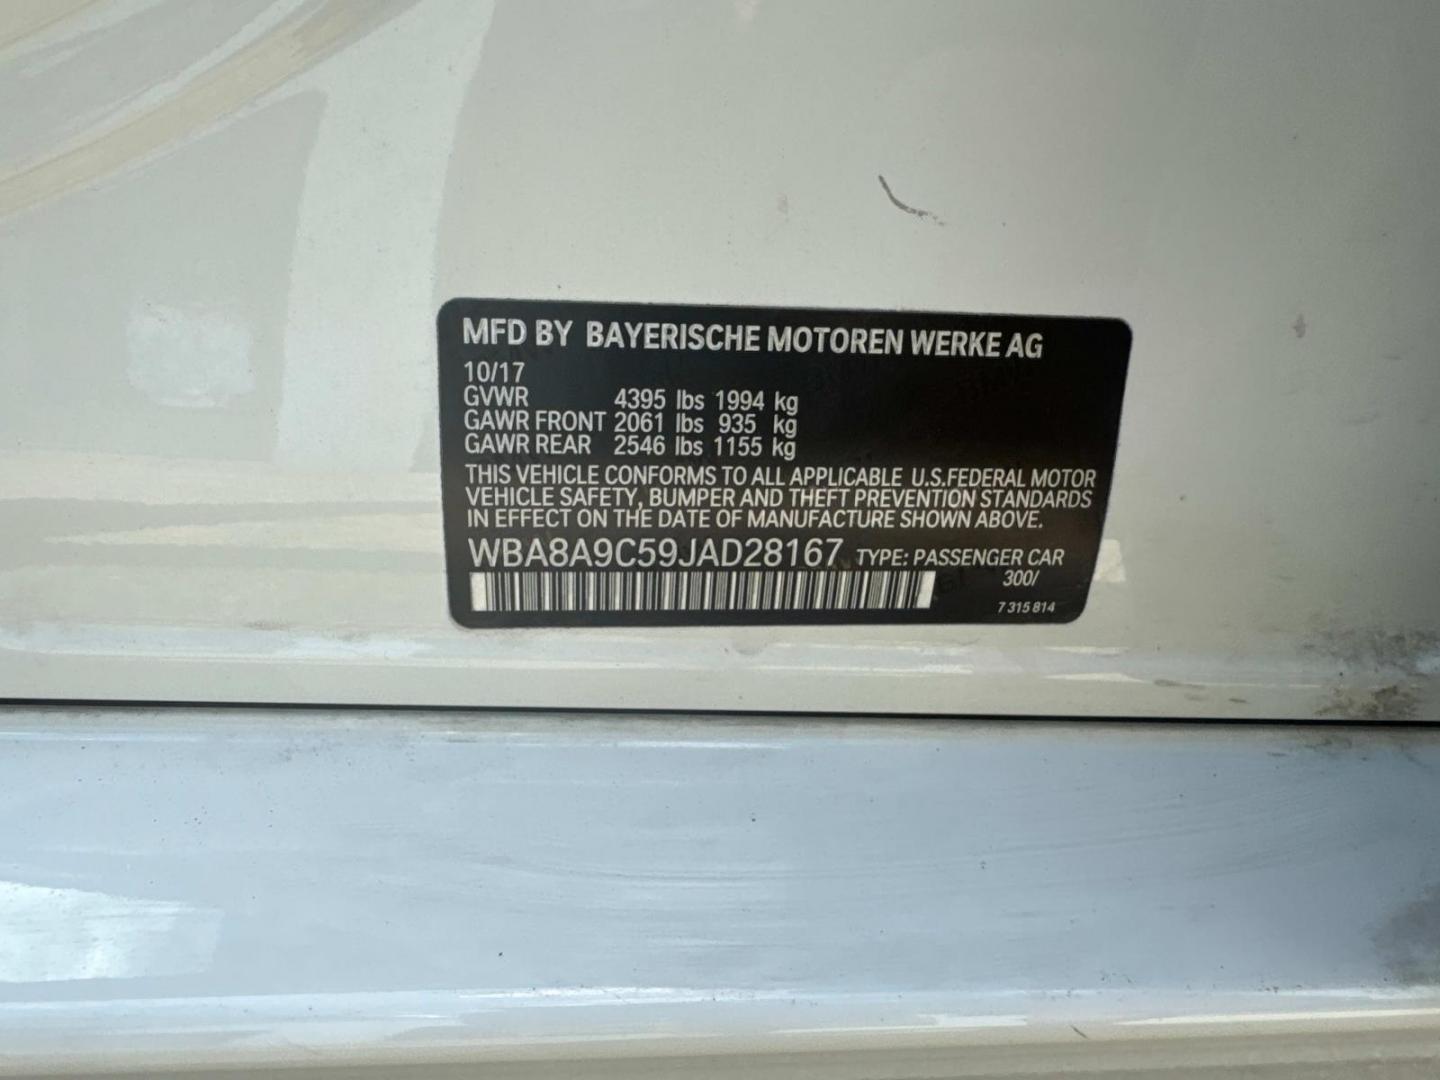 MFD BY BAYERISCHE MOTOREN WERKE AG
10/17
GVWR 4395 lbs 1994 kg
GAWR FRONT 2061 lbs 935 kg
GAWR REAR 2546 lbs 1155 kg
THIS VEHICLE CONFORMS TO ALL APPLICABLE U.S.FEDERAL MOTOR
VEHICLE SAFETY, BUMPER AND THEFT PREVENTION STANDARDS
IN EFFECT ON THE DATE OF MANUFACTURE SHOWN ABOVE.
WBA8A9C59JAD28167 TYPE: PASSENGER CAR
300/
7 315 814